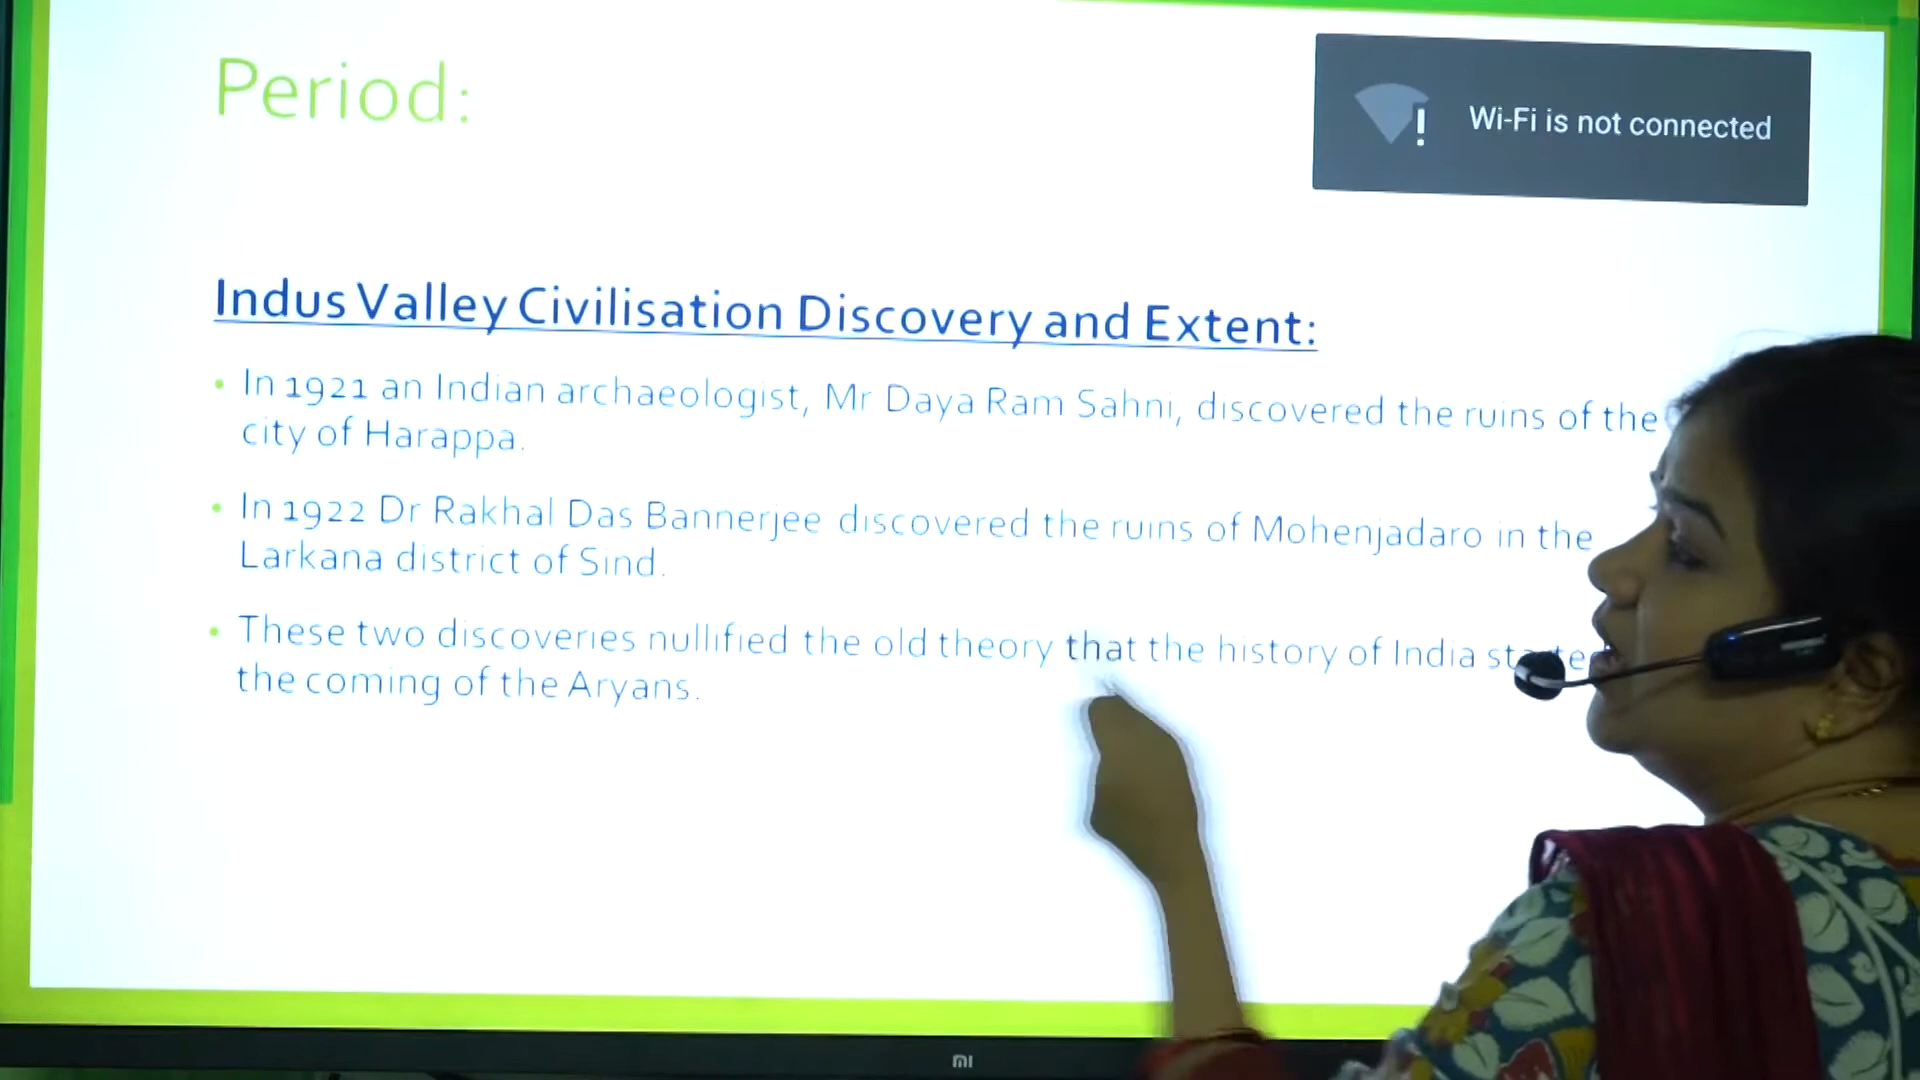 Period:
Wi-Fi is not connected
Indus Valley Civilisation Discovery and Extent:
• In 1921 an Indian archaeologist, Mr Daya Ram Sahni, discovered the ruins of the
city of Harappa.
• In 1922 Dr Rakhal Das Bannerjee discovered the ruins of Mohenjadaro in the
Larkana district of Sind.
• These two discoveries nullified the old theory that the history of India
the coming of the Aryans.
mi